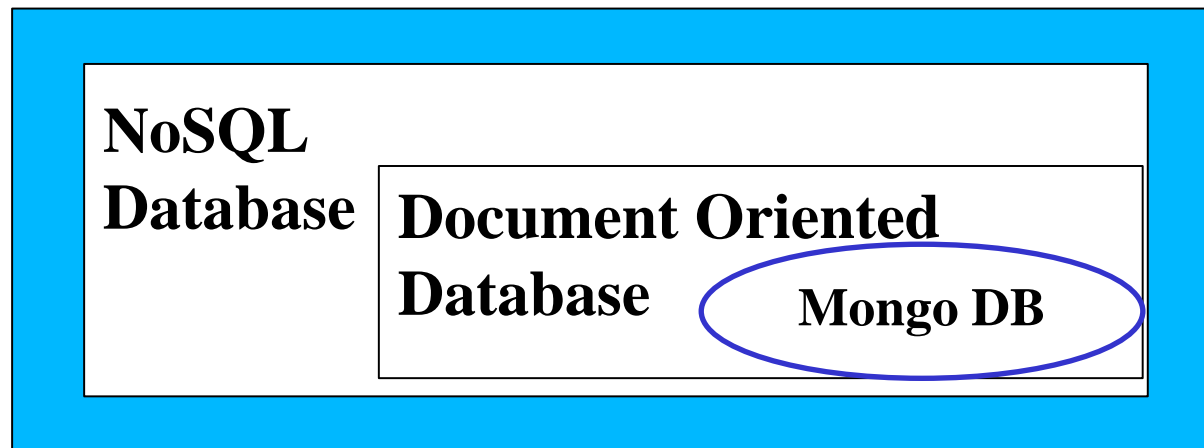 NoSQL
Database
Document Oriented
Database
Mongo DB